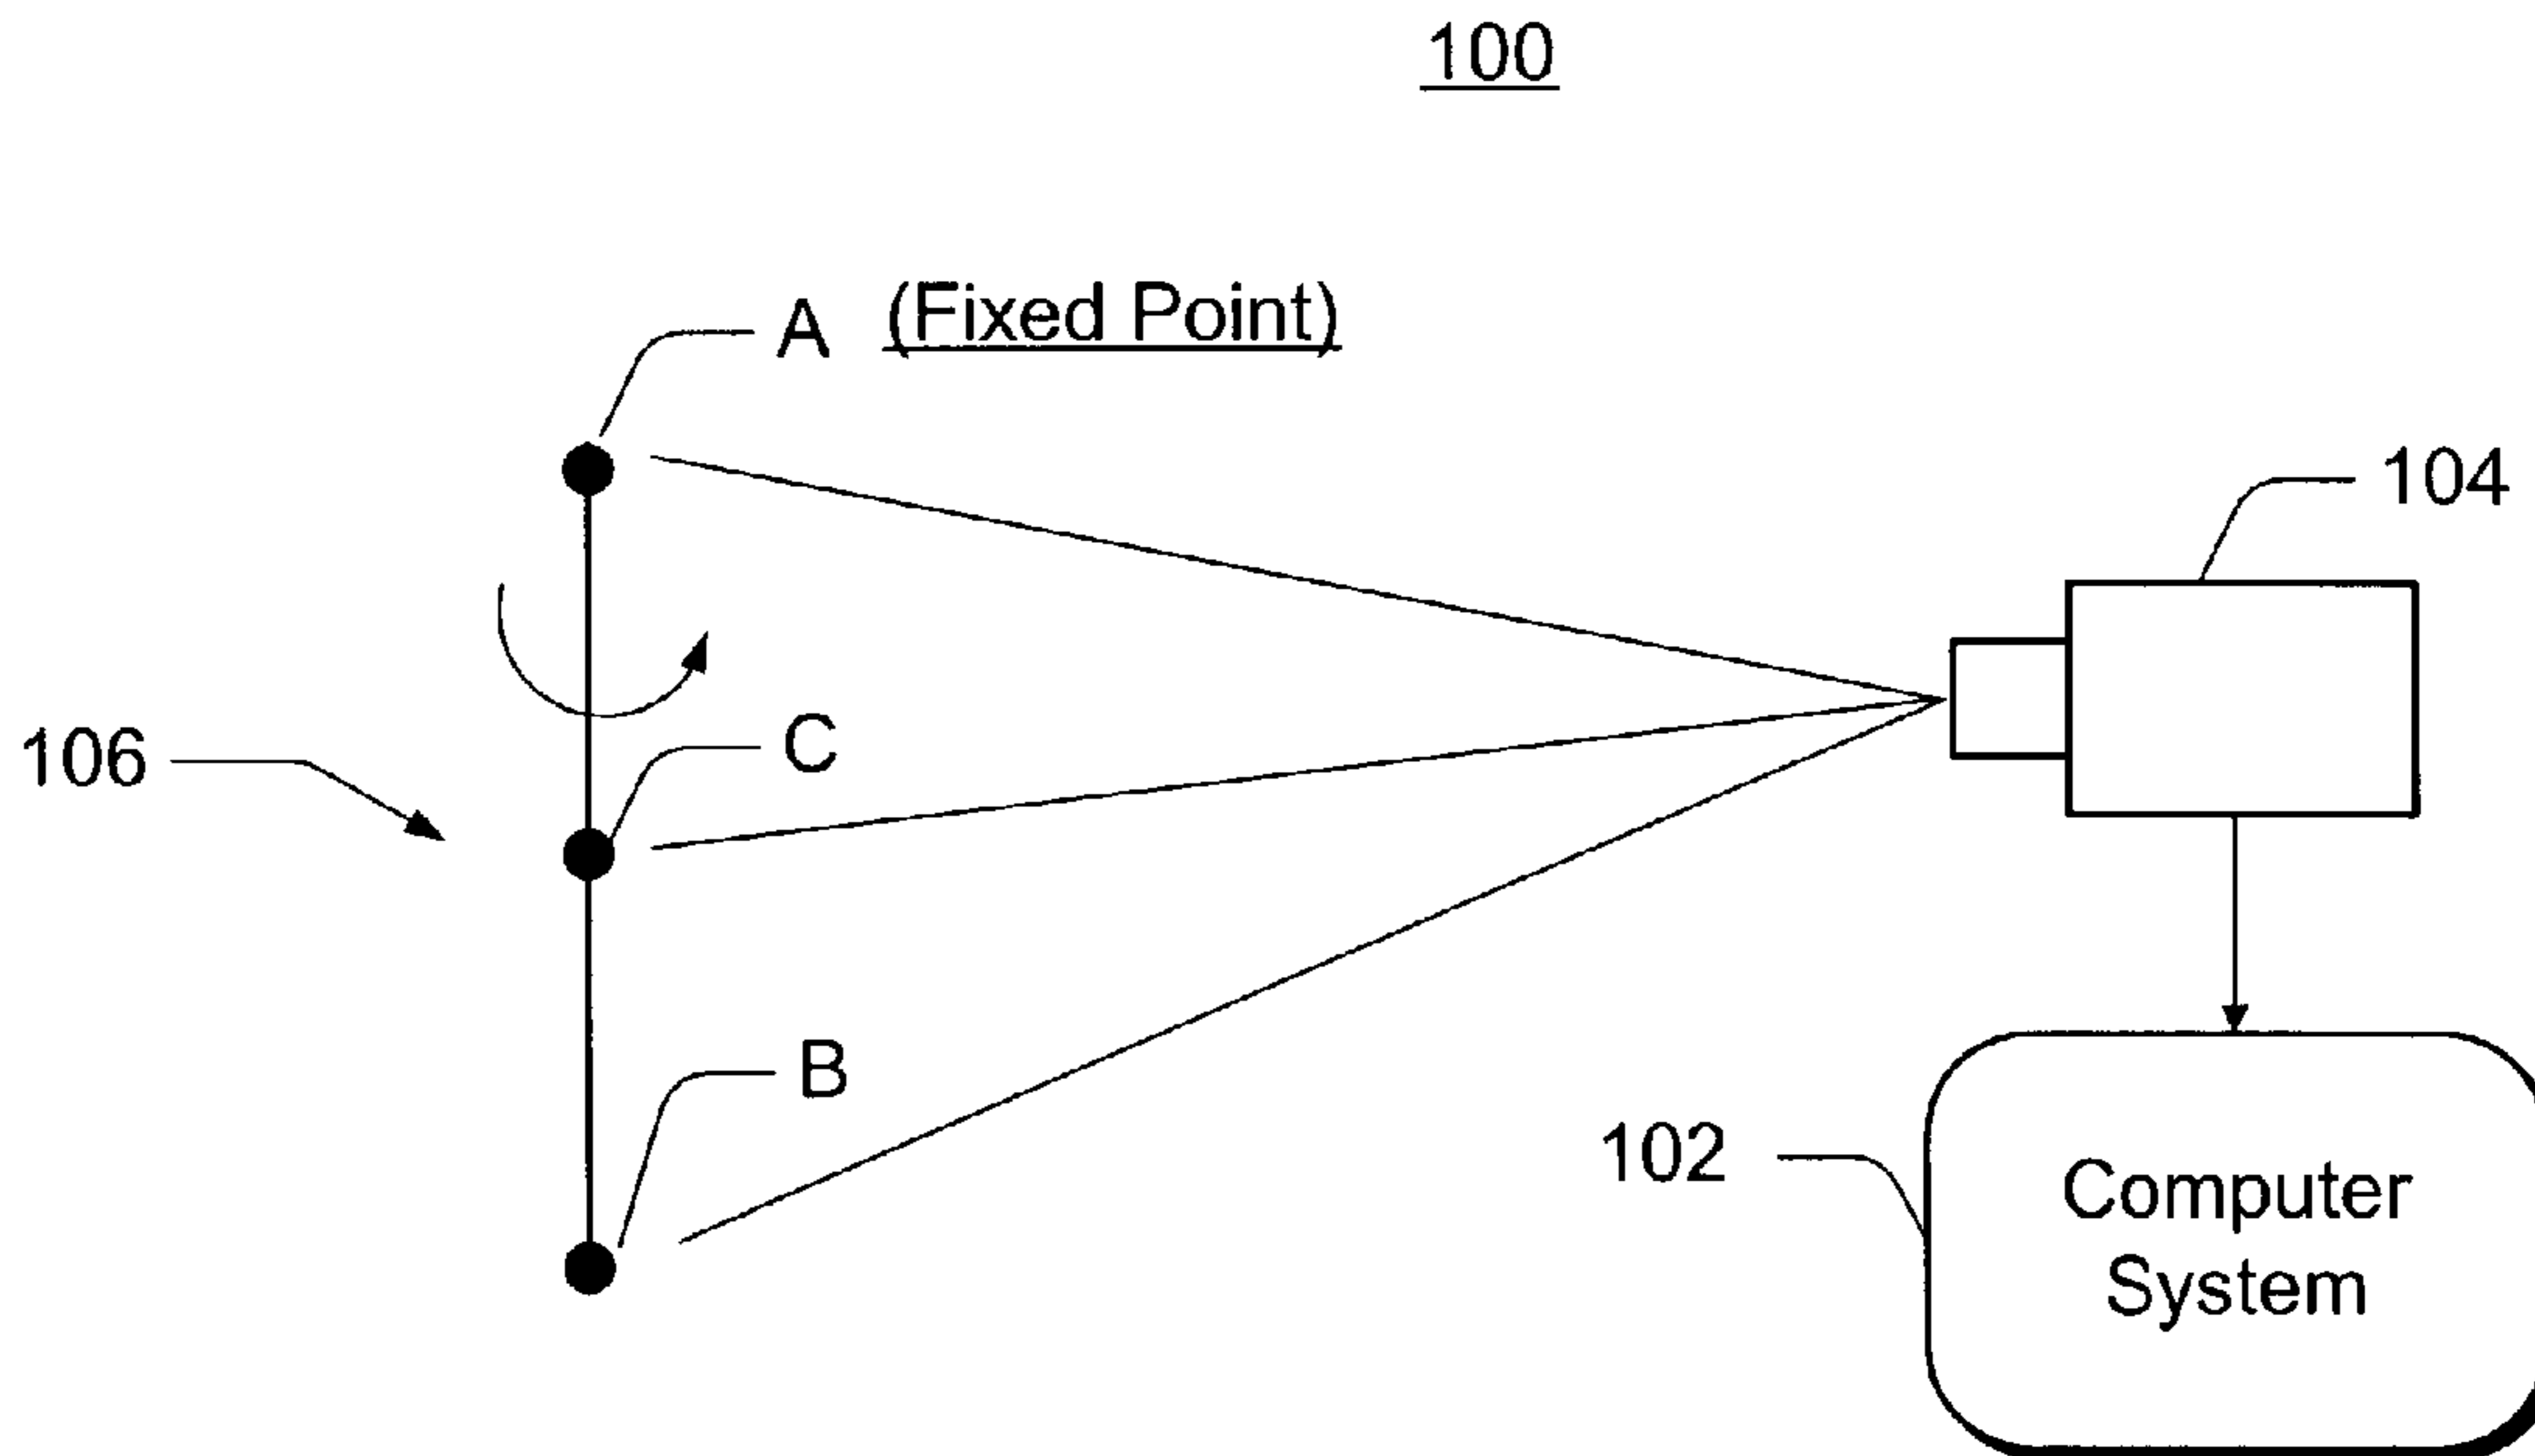 100
A (Fixed Point)
104
C
106
B
102
Computer
System